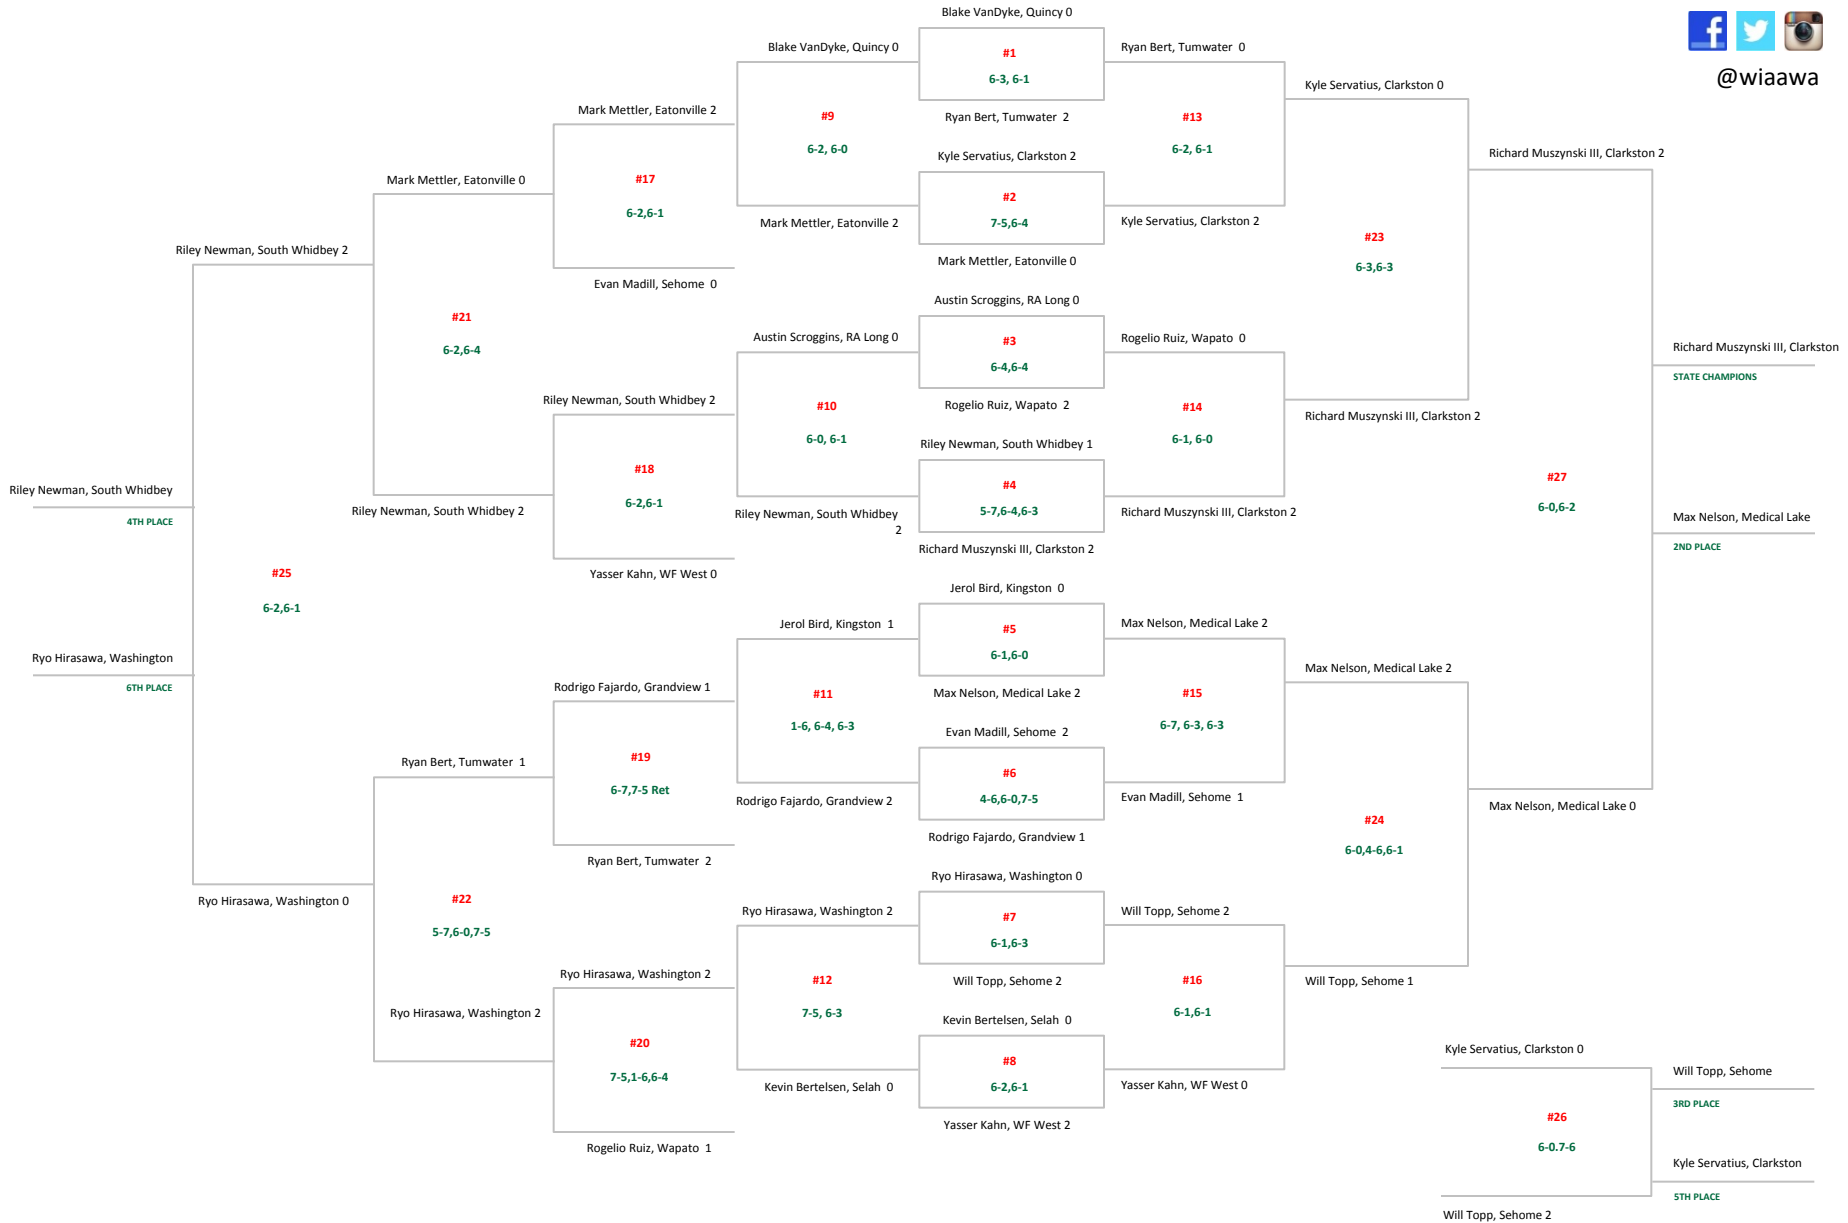 Blake VanDyke, Quincy 0
Blake VanDyke, Quincy 0
#1
Ryan Bert, Tumwater 0
6-3, 6-1
@wiaawa
Kyle Servatius, Clarkston 0
Mark Mettler, Eatonville 2
#9
Ryan Bert, Tumwater 2
#13
6-2, 6-0
Kyle Servatius, Clarkston 2
6-2, 6-1
Richard Muszynski III, Clarkston 2
Mark Mettler, Eatonville 0
#17
#2
6-2,6-1
Mark Mettler, Eatonville 2
7-5,6-4
Kyle Servatius, Clarkston 2
#23
Riley Newman, South Whidbey 2
Mark Mettler, Eatonville 0
6-3,6-3
Evan Madill, Sehome 0
Austin Scroggins, RA Long 0
#21
Austin Scroggins, RA Long 0
#3
Rogelio Ruiz, Wapato 0
6-2,6-4
6-4,6-4
Richard Muszynski III, Clarkston
STATE CHAMPIONS
Riley Newman, South Whidbey 2
#10
Rogelio Ruiz, Wapato 2
#14
Richard Muszynski III, Clarkston 2
6-0, 6-1
Riley Newman, South Whidbey 1
6-1, 6-0
#18
#4
#27
Riley Newman, South Whidbey
4TH PLACE
Riley Newman, South Whidbey 2
6-2,6-1
Riley Newman, South Whidbey
2
5-7,6-4,6-3
Richard Muszynski III, Clarkston 2
6-0,6-2
Max Nelson, Medical Lake
2ND PLACE
Richard Muszynski III, Clarkston 2
#25
Yasser Kahn, WF West 0
Jerol Bird, Kingston 0
6-2,6-1
Jerol Bird, Kingston 1
#5
Max Nelson, Medical Lake 2
Ryo Hirasawa, Washington
6TH PLACE
6-1,6-0
Max Nelson, Medical Lake 2
Rodrigo Fajardo, Grandview 1
#11
Max Nelson, Medical Lake 2
#15
1-6, 6-4, 6-3
Evan Madill, Sehome 2
6-7, 6-3, 6-3
Ryan Bert, Tumwater 1
#19
#6
6-7,7-5 Ret
Rodrigo Fajardo, Grandview 2
4-6,6-0,7-5
Evan Madill, Sehome 1
Max Nelson, Medical Lake 0
Rodrigo Fajardo, Grandview 1
#24
Ryan Bert, Tumwater 2
6-0,4-6,6-1
Ryo Hirasawa, Washington 0
Ryo Hirasawa, Washington 0
#22
Ryo Hirasawa, Washington 2
#7
Will Topp, Sehome 2
5-7,6-0,7-5
6-1,6-3
Ryo Hirasawa, Washington 2
#12
Will Topp, Sehome 2
#16
Will Topp, Sehome 1
Ryo Hirasawa, Washington 2
7-5, 6-3
Kevin Bertelsen, Selah 0
6-1,6-1
#20
#8
Kyle Servatius, Clarkston 0
7-5,1-6,6-4
Kevin Bertelsen, Selah 0
6-2,6-1
Yasser Kahn, WF West 0
Will Topp, Sehome
3RD PLACE
Rogelio Ruiz, Wapato 1
Yasser Kahn, WF West 2
#26
6-0.7-6
Kyle Servatius, Clarkston
5TH PLACE
Will Topp, Sehome 2